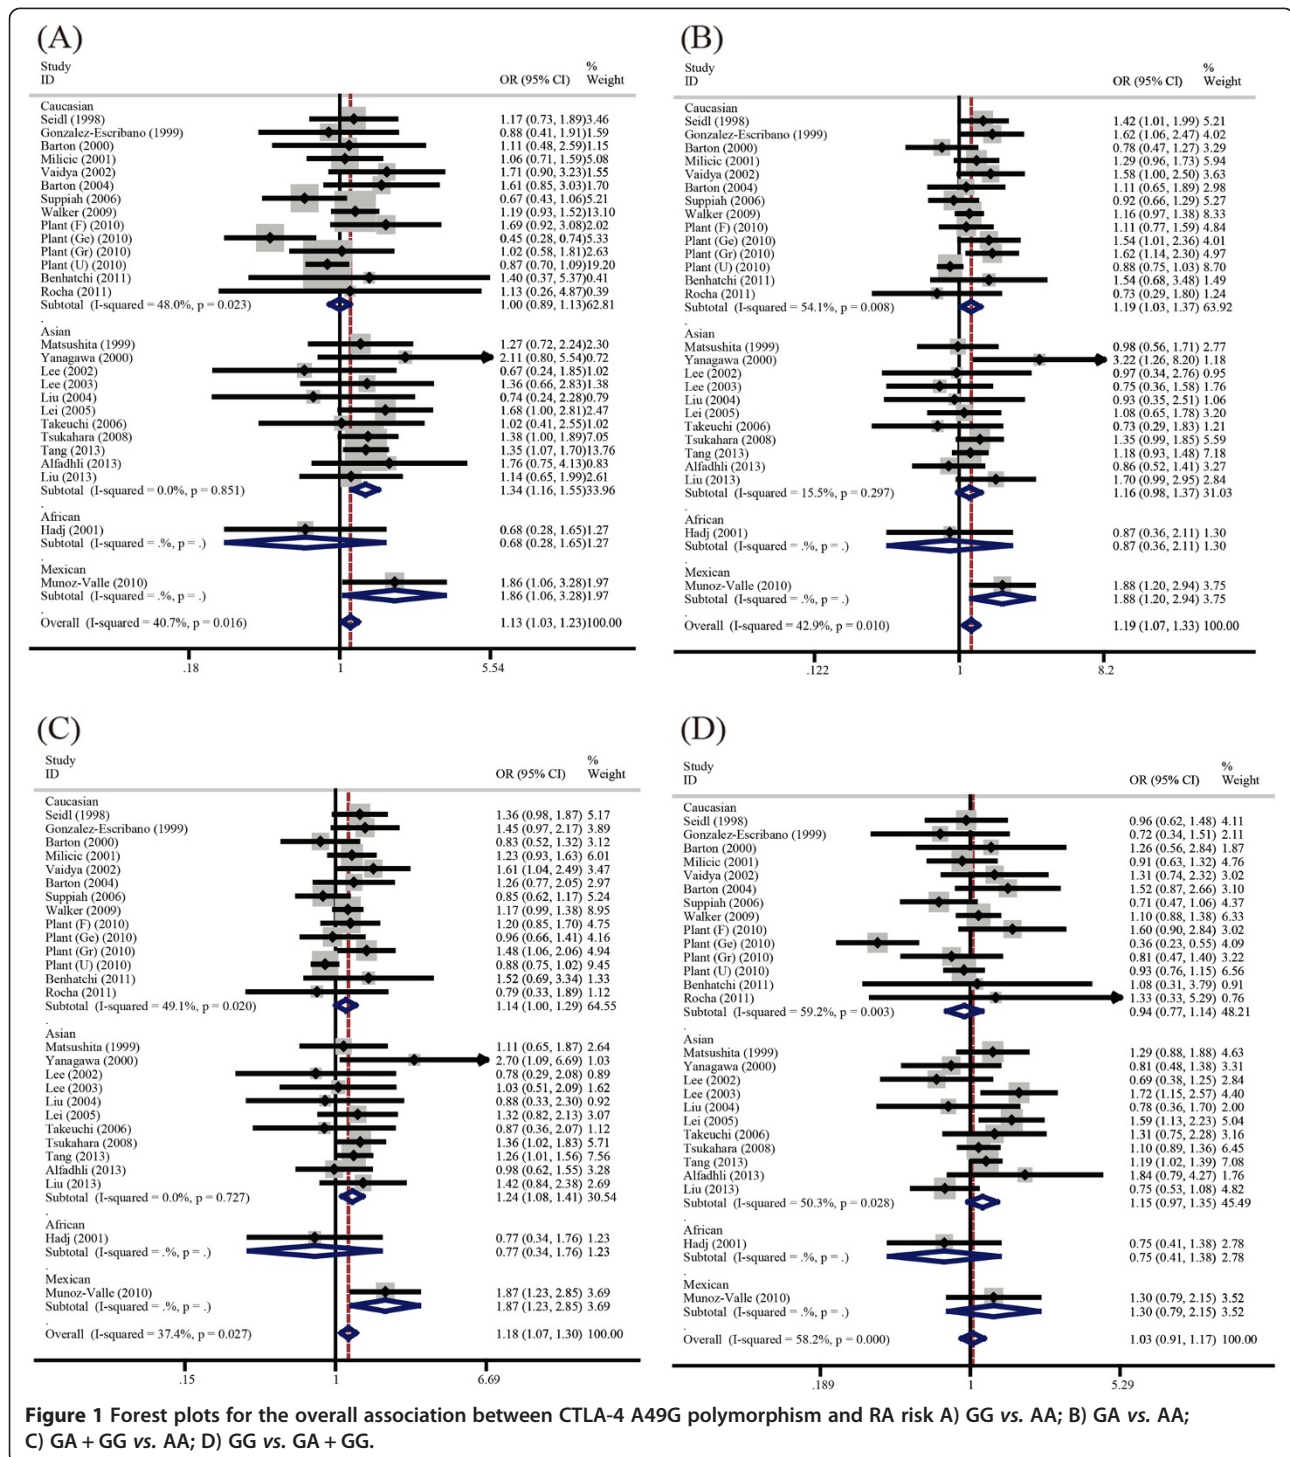 (A)
Study %
ID OR (95% CI) Weight
Caucasian
Seidl (1998) 1.17 (0.73, 1.89)3.46
Gonzalez-Escribano (1999) 0.88 (0.41, 1.91)1.59
Barton (2000) 1.11 (0.48, 2.59)1.15
Milicic (2001) 1.06 (0.71, 1.59)5.08
Vaidya (2002) 1.71 (0.90, 3.23)1.55
Barton (2004) 1.61 (0.85, 3.03)1.70
Suppiah (2006) 0.67 (0.43, 1.06)5.21
Walker (2009) 1.19 (0.93, 1.52)13.10
Plant (F) (2010) 1.69 (0.92, 3.08)2.02
Plant (Ge) (2010) 0.45 (0.28, 0.74)5.33
Plant (Gr) (2010) 1.02 (0.58, 1.81)2.63
Plant (U) (2010) 0.87 (0.70, 1.09)19.20
Benhatchi (2011) 1.40 (0.37, 5.37)0.41
Rocha (2011) 1.13 (0.26, 4.87)0.39
Subtotal (I-squared = 48.0%, p = 0.023) 1.00 (0.89, 1.13)62.81
.
Asian
Matsushita (1999) 1.27 (0.72, 2.24)2.30
Yanagawa (2000) 2.11 (0.80, 5.54)0.72
Lee (2002) 0.67 (0.24, 1.85)1.02
Lee (2003) 1.36 (0.66, 2.83)1.38
Liu (2004) 0.74 (0.24, 2.28)0.79
Lei (2005) 1.68 (1.00, 2.81)2.47
Takeuchi (2006) 1.02 (0.41, 2.55)1.02
Tsukahara (2008) 1.38 (1.00, 1.89)7.05
Tang (2013) 1.35 (1.07, 1.70)13.76
Alfadhli (2013) 1.76 (0.75, 4.13)0.83
Liu (2013) 1.14 (0.65, 1.99)2.61
Subtotal (I-squared = 0.0%, p = 0.851) 1.34 (1.16, 1.55)33.96
.
African
Hadj (2001) 0.68 (0.28, 1.65)1.27
Subtotal (I-squared = .%, p = .) 0.68 (0.28, 1.65)1.27
.
Mexican
Munoz-Valle (2010) 1.86 (1.06, 3.28)1.97
Subtotal (I-squared = .%, p = .) 1.86 (1.06, 3.28)1.97
.
Overall (I-squared = 40.7%, p = 0.016) 1.13 (1.03, 1.23)100.00
.18 1 5.54
(B)
Study %
ID OR (95% CI) Weight
Caucasian
Seidl (1998) 1.42 (1.01, 1.99) 5.21
Gonzalez-Escribano (1999) 1.62 (1.06, 2.47) 4.02
Barton (2000) 0.78 (0.47, 1.27) 3.29
Milicic (2001) 1.29 (0.96, 1.73) 5.94
Vaidya (2002) 1.58 (1.00, 2.50) 3.63
Barton (2004) 1.11 (0.65, 1.89) 2.98
Suppiah (2006) 0.92 (0.66, 1.29) 5.27
Walker (2009) 1.16 (0.97, 1.38) 8.33
Plant (F) (2010) 1.11 (0.77, 1.59) 4.84
Plant (Ge) (2010) 1.54 (1.01, 2.36) 4.01
Plant (Gr) (2010) 1.62 (1.14, 2.30) 4.97
Plant (U) (2010) 0.88 (0.75, 1.03) 8.70
Benhatchi (2011) 1.54 (0.68, 3.48) 1.49
Rocha (2011) 0.73 (0.29, 1.80) 1.24
Subtotal (I-squared = 54.1%, p = 0.008) 1.19 (1.03, 1.37) 63.92
.
Asian
Matsushita (1999) 0.98 (0.56, 1.71) 2.77
Yanagawa (2000) 3.22 (1.26, 8.20) 1.18
Lee (2002) 0.97 (0.34, 2.76) 0.95
Lee (2003) 0.75 (0.36, 1.58) 1.76
Liu (2004) 0.93 (0.35, 2.51) 1.06
Lei (2005) 1.08 (0.65, 1.78) 3.20
Takeuchi (2006) 0.73 (0.29, 1.83) 1.21
Tsukahara (2008) 1.35 (0.99, 1.85) 5.59
Tang (2013) 1.18 (0.93, 1.48) 7.18
Alfadhli (2013) 0.86 (0.52, 1.41) 3.27
Liu (2013) 1.70 (0.99, 2.95) 2.84
Subtotal (I-squared = 15.5%, p = 0.297) 1.16 (0.98, 1.37) 31.03
.
African
Hadj (2001) 0.87 (0.36, 2.11) 1.30
Subtotal (I-squared = .%, p = .) 0.87 (0.36, 2.11) 1.30
.
Mexican
Munoz-Valle (2010) 1.88 (1.20, 2.94) 3.75
Subtotal (I-squared = .%, p = .) 1.88 (1.20, 2.94) 3.75
.
Overall (I-squared = 42.9%, p = 0.010) 1.19 (1.07, 1.33) 100.00
.122 1 8.2
(C)
Study %
ID OR (95% CI) Weight
Caucasian
Seidl (1998) 1.36 (0.98, 1.87) 5.17
Gonzalez-Escribano (1999) 1.45 (0.97, 2.17) 3.89
Barton (2000) 0.83 (0.52, 1.32) 3.12
Milicic (2001) 1.23 (0.93, 1.63) 6.01
Vaidya (2002) 1.61 (1.04, 2.49) 3.47
Barton (2004) 1.26 (0.77, 2.05) 2.97
Suppiah (2006) 0.85 (0.62, 1.17) 5.24
Walker (2009) 1.17 (0.99, 1.38) 8.95
Plant (F) (2010) 1.20 (0.85, 1.70) 4.75
Plant (Ge) (2010) 0.96 (0.66, 1.41) 4.16
Plant (Gr) (2010) 1.48 (1.06, 2.06) 4.94
Plant (U) (2010) 0.88 (0.75, 1.02) 9.45
Benhatchi (2011) 1.52 (0.69, 3.34) 1.33
Rocha (2011) 0.79 (0.33, 1.89) 1.12
Subtotal (I-squared = 49.1%, p = 0.020) 1.14 (1.00, 1.29) 64.55
.
Asian
Matsushita (1999) 1.11 (0.65, 1.87) 2.64
Yanagawa (2000) 2.70 (1.09, 6.69) 1.03
Lee (2002) 0.78 (0.29, 2.08) 0.89
Lee (2003) 1.03 (0.51, 2.09) 1.62
Liu (2004) 0.88 (0.33, 2.30) 0.92
Lei (2005) 1.32 (0.82, 2.13) 3.07
Takeuchi (2006) 0.87 (0.36, 2.07) 1.12
Tsukahara (2008) 1.36 (1.02, 1.83) 5.71
Tang (2013) 1.26 (1.01, 1.56) 7.56
Alfadhli (2013) 0.98 (0.62, 1.55) 3.28
Liu (2013) 1.42 (0.84, 2.38) 2.69
Subtotal (I-squared = 0.0%, p = 0.727) 1.24 (1.08, 1.41) 30.54
.
African
Hadj (2001) 0.77 (0.34, 1.76) 1.23
Subtotal (I-squared = .%, p = .) 0.77 (0.34, 1.76) 1.23
.
Mexican
Munoz-Valle (2010) 1.87 (1.23, 2.85) 3.69
Subtotal (I-squared = .%, p = .) 1.87 (1.23, 2.85) 3.69
.
Overall (I-squared = 37.4%, p = 0.027) 1.18 (1.07, 1.30) 100.00
.15 1 6.69
(D)
Study %
ID OR (95% CI) Weight
Caucasian
Seidl (1998) 0.96 (0.62, 1.48) 4.11
Gonzalez-Escribano (1999) 0.72 (0.34, 1.51) 2.11
Barton (2000) 1.26 (0.56, 2.84) 1.87
Milicic (2001) 0.91 (0.63, 1.32) 4.76
Vaidya (2002) 1.31 (0.74, 2.32) 3.02
Barton (2004) 1.52 (0.87, 2.66) 3.10
Suppiah (2006) 0.71 (0.47, 1.06) 4.37
Walker (2009) 1.10 (0.88, 1.38) 6.33
Plant (F) (2010) 1.60 (0.90, 2.84) 3.02
Plant (Ge) (2010) 0.36 (0.23, 0.55) 4.09
Plant (Gr) (2010) 0.81 (0.47, 1.40) 3.22
Plant (U) (2010) 0.93 (0.76, 1.15) 6.56
Benhatchi (2011) 1.08 (0.31, 3.79) 0.91
Rocha (2011) 1.33 (0.33, 5.29) 0.76
Subtotal (I-squared = 59.2%, p = 0.003) 0.94 (0.77, 1.14) 48.21
.
Asian
Matsushita (1999) 1.29 (0.88, 1.88) 4.63
Yanagawa (2000) 0.81 (0.48, 1.38) 3.31
Lee (2002) 0.69 (0.38, 1.25) 2.84
Lee (2003) 1.72 (1.15, 2.57) 4.40
Liu (2004) 0.78 (0.36, 1.70) 2.00
Lei (2005) 1.59 (1.13, 2.23) 5.04
Takeuchi (2006) 1.31 (0.75, 2.28) 3.16
Tsukahara (2008) 1.10 (0.89, 1.36) 6.45
Tang (2013) 1.19 (1.02, 1.39) 7.08
Alfadhli (2013) 1.84 (0.79, 4.27) 1.76
Liu (2013) 0.75 (0.53, 1.08) 4.82
Subtotal (I-squared = 50.3%, p = 0.028) 1.15 (0.97, 1.35) 45.49
.
African
Hadj (2001) 0.75 (0.41, 1.38) 2.78
Subtotal (I-squared = .%, p = .) 0.75 (0.41, 1.38) 2.78
.
Mexican
Munoz-Valle (2010) 1.30 (0.79, 2.15) 3.52
Subtotal (I-squared = .%, p = .) 1.30 (0.79, 2.15) 3.52
.
Overall (I-squared = 58.2%, p = 0.000) 1.03 (0.91, 1.17) 100.00
.189 1 5.29
Figure 1 Forest plots for the overall association between CTLA-4 A49G polymorphism and RA risk A) GG vs. AA; B) GA vs. AA;
C) GA + GG vs. AA; D) GG vs. GA + GG.